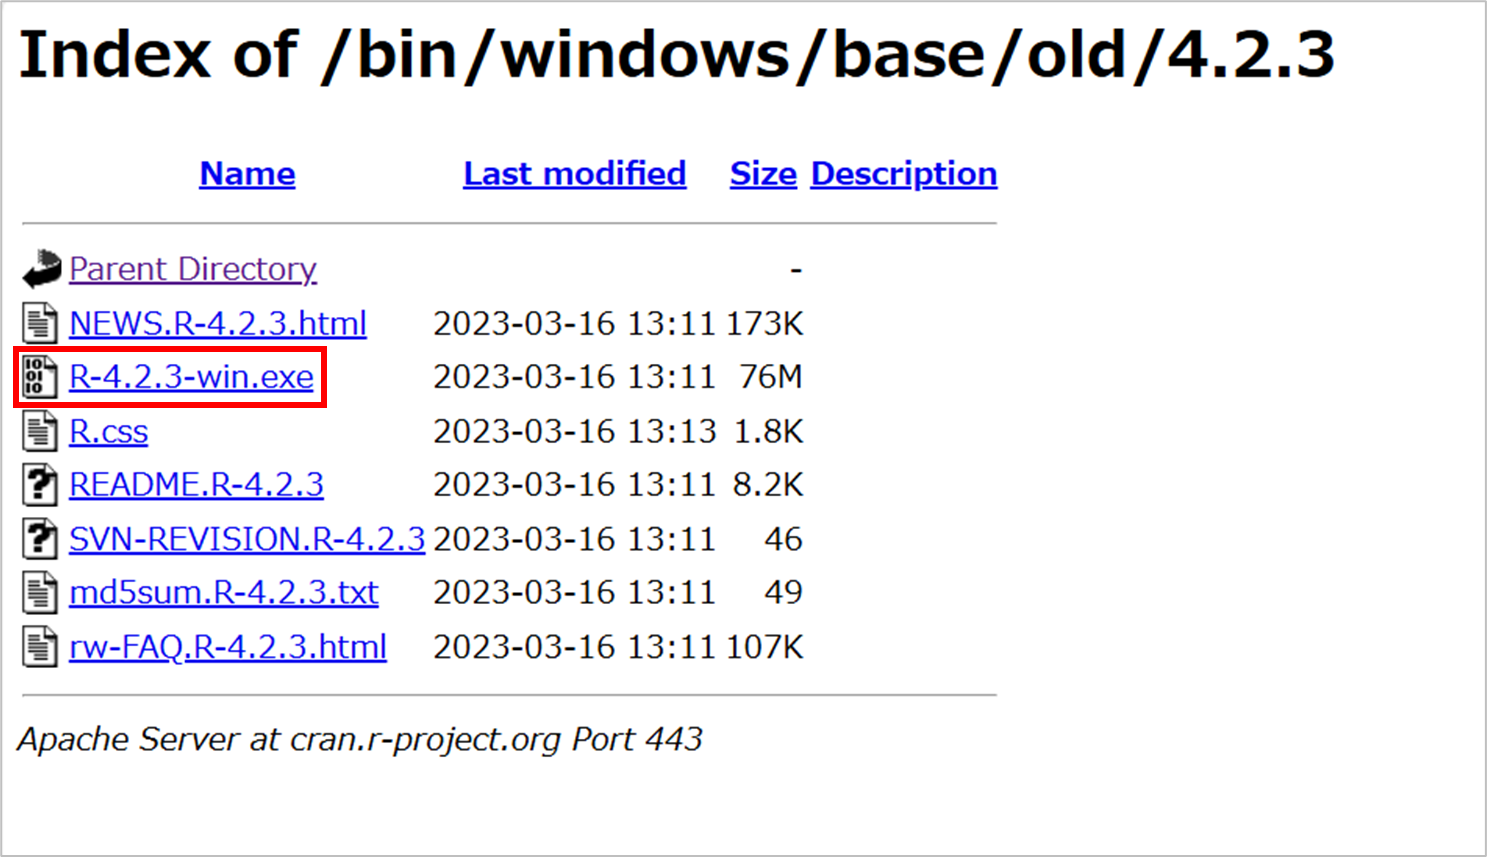 Index of /bin/windows/base/old/4.2.3
Name Last modified Size Description
Parent Directory -
NEWS.R-4.2.3.html 2023-03-16 13:11 173K
R-4.2.3-win.exe 2023-03-16 13:11 76M
R.css 2023-03-16 13:13 1.8K
README.R-4.2.3 2023-03-16 13:11 8.2K
SVN-REVISION.R-4.2.3 2023-03-16 13:11 46
md5sum.R-4.2.3.txt 2023-03-16 13:11 49
rw-FAQ.R-4.2.3.html 2023-03-16 13:11 107K
Apache Server at cran.r-project.org Port 443